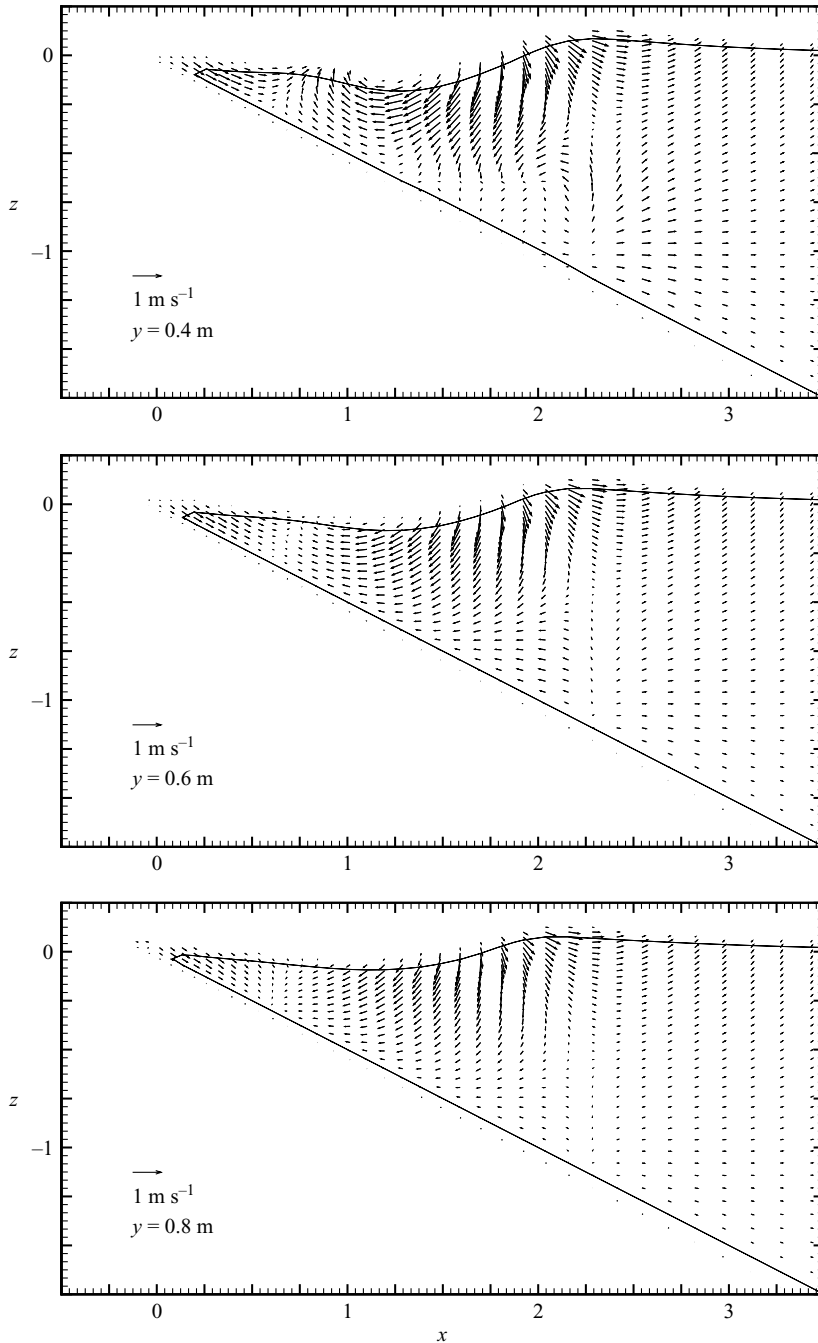 0
z
–1
1 m s–1
y = 0.4 m
0 1 2 3
0
z
–1
1 m s–1
y = 0.6 m
0 1 2 3
0
z
–1
1 m s–1
y = 0.8 m
0 1 2 3
x